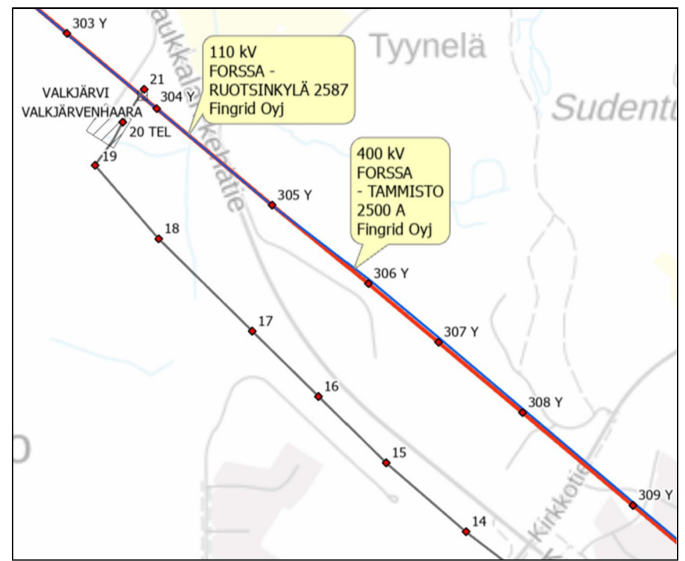 303 Y
21
304 Y
VALKJÄRVI
VALKJÄRVENHAARA
20 TEL
19
110 kV
FORSSA -
RUOTSINKYLÄ 2587
Fingrid Oyj
Tyynelä
400 kV
FORSSA
- TAMMISTO
2500 A
Fingrid Oyj
305 Y
18
306 Y
17
307 Y
16
308 Y
15
309 Y
14
Kirkkotie